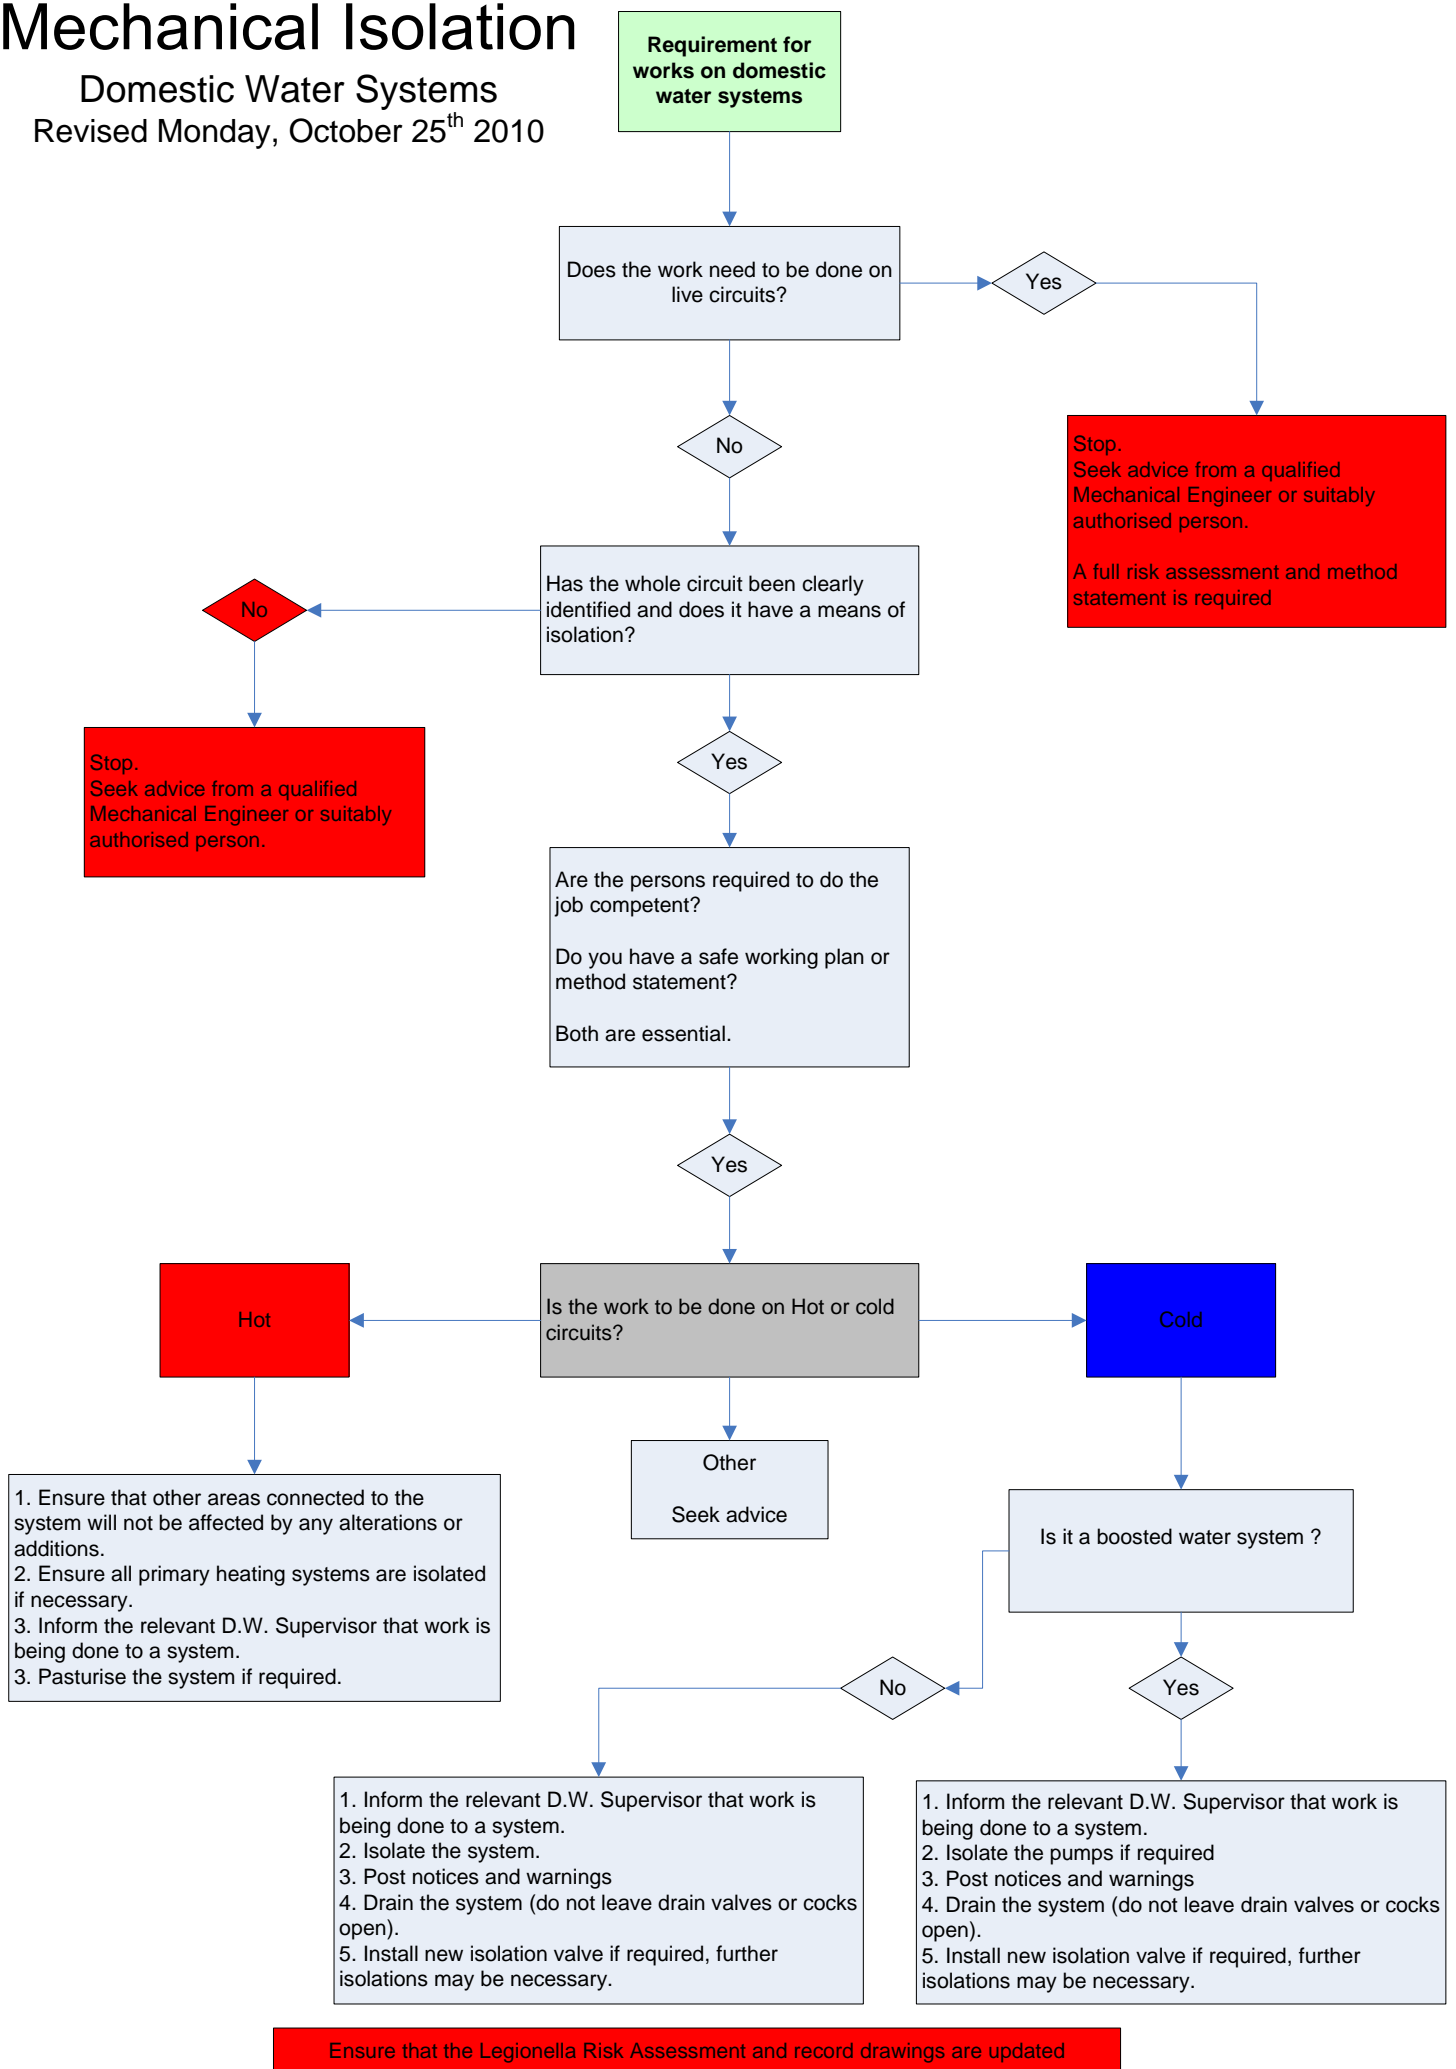 Mechanical Isolation
Domestic Water Systems
Revised Monday, October 25th 2010
Requirement for
works on domestic
water systems
Does the work need to be done on
live circuits?
Yes
No
Stop.
Seek advice from a qualified
Mechanical Engineer or suitably
authorised person.
A full risk assessment and method
statement is required
Has the whole circuit been clearly
identified and does it have a means of
isolation?
No
Stop.
Seek advice from a qualified
Mechanical Engineer or suitably
authorised person.
Yes
Are the persons required to do the
job competent?
Do you have a safe working plan or
method statement?
Both are essential.
Yes
Is the work to be done on Hot or cold
circuits?
Hot
Cold
Other
Seek advice
1. Ensure that other areas connected to the
system will not be affected by any alterations or
additions.
2. Ensure all primary heating systems are isolated
if necessary.
3. Inform the relevant D.W. Supervisor that work is
being done to a system.
3. Pasturise the system if required.
Is it a boosted water system ?
No
Yes
1. Inform the relevant D.W. Supervisor that work is
being done to a system.
2. Isolate the system.
3. Post notices and warnings
4. Drain the system (do not leave drain valves or cocks
open).
5. Install new isolation valve if required, further
isolations may be necessary.
1. Inform the relevant D.W. Supervisor that work is
being done to a system.
2. Isolate the pumps if required
3. Post notices and warnings
4. Drain the system (do not leave drain valves or cocks
open).
5. Install new isolation valve if required, further
isolations may be necessary.
Ensure that the Legionella Risk Assessment and record drawings are updated